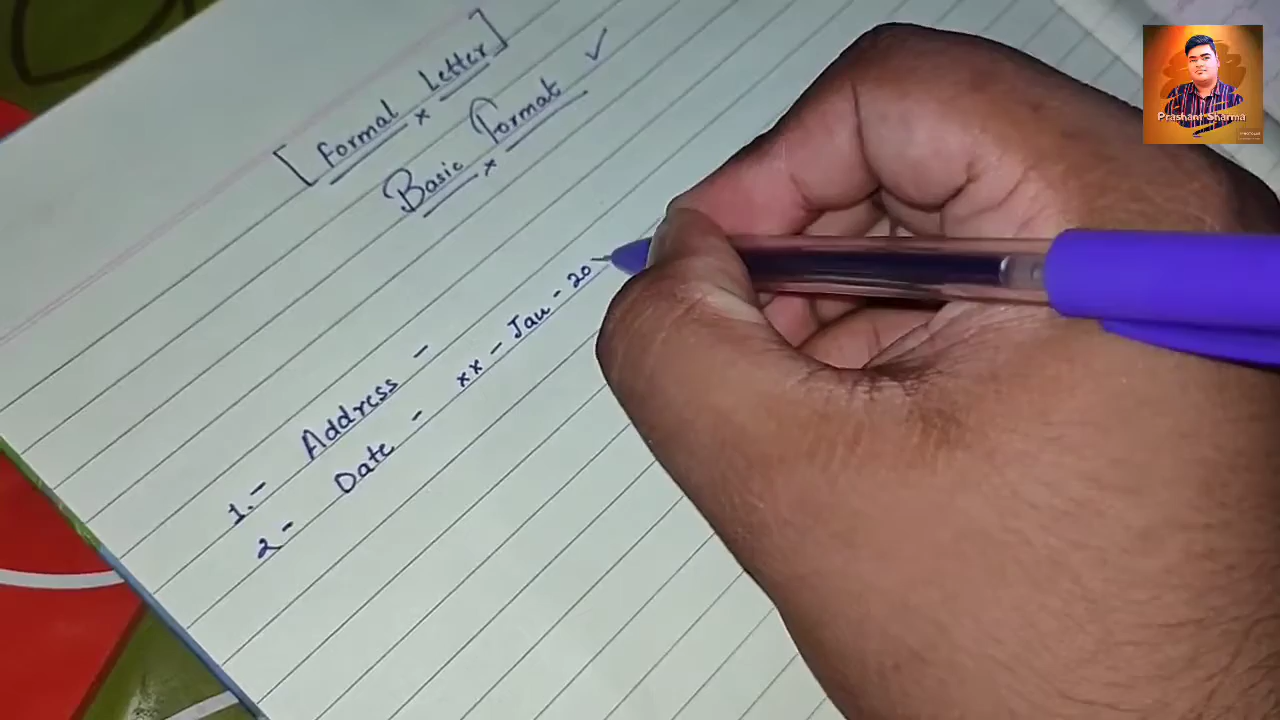 [Formal Letter]
Basic Format ✓
1.- Address -
2- Date - xx - Jan - 20
Prashant Sharma